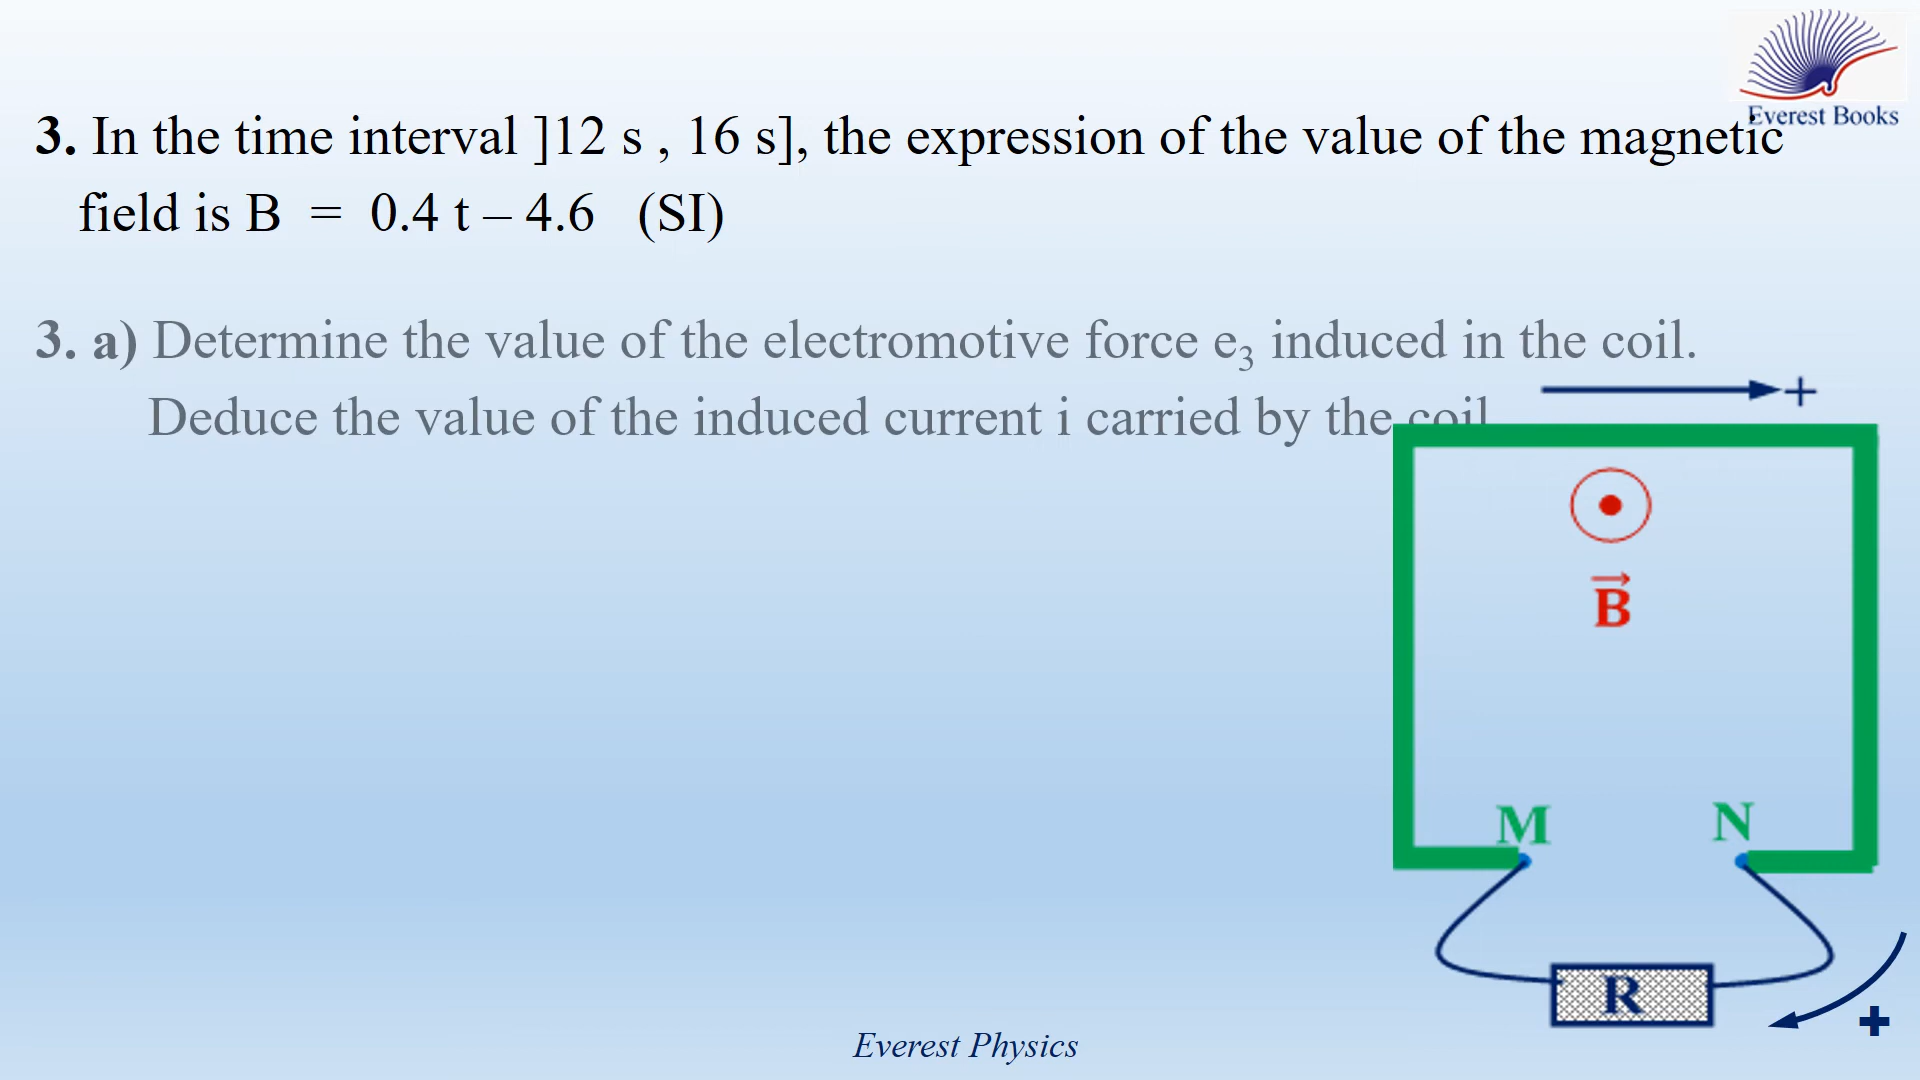 Everest Books
3. In the time interval ]12 s , 16 s], the expression of the value of the magnetic
field is B = 0.4 t – 4.6 (SI)
3. a) Determine the value of the electromotive force e₃ induced in the coil.
Deduce the value of the induced current i carried by the coil
+
B
M N
R
+
Everest Physics